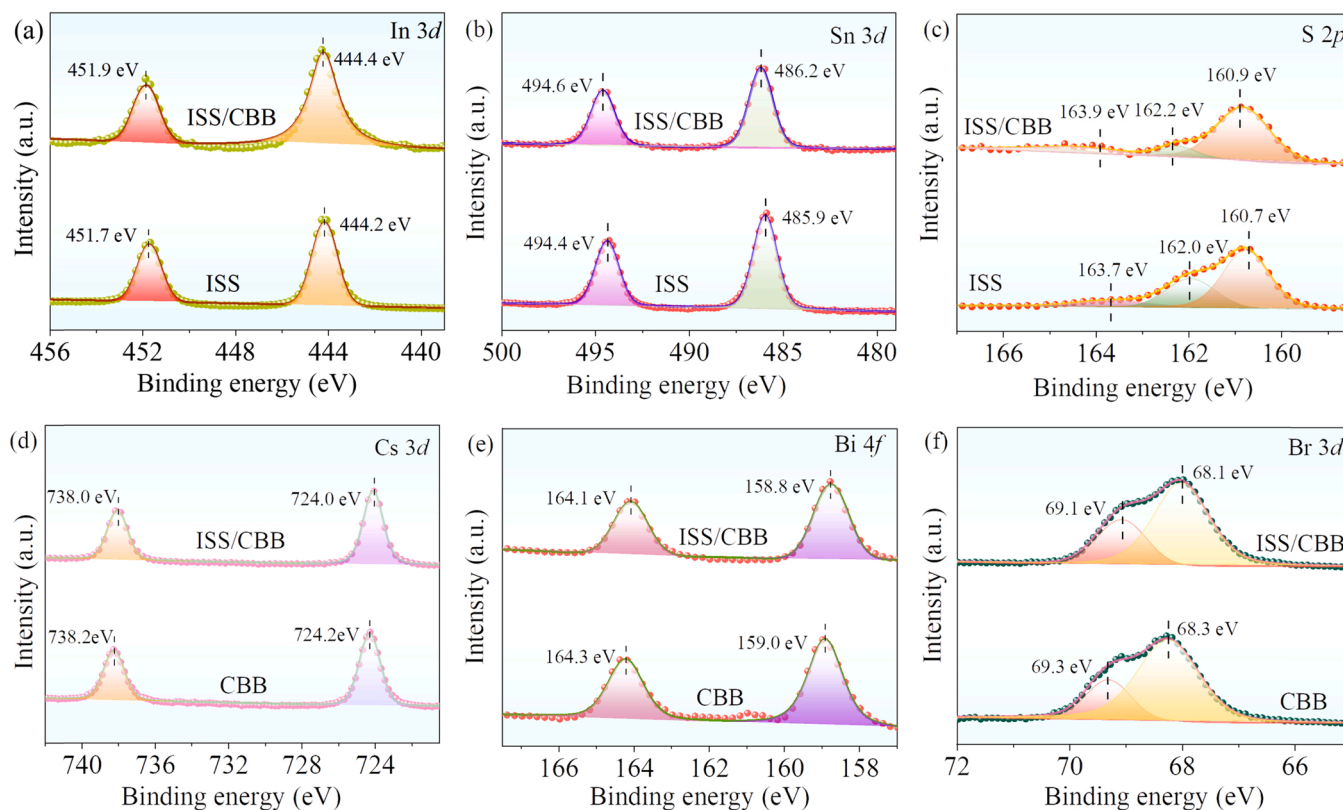 (a)
In 3d
451.9 eV
444.4 eV
ISS/CBB
451.7 eV
444.2 eV
ISS
Intensity (a.u.)
456 452 448 444 440
Binding energy (eV)
(b)
Sn 3d
494.6 eV
486.2 eV
ISS/CBB
494.4 eV
485.9 eV
ISS
Intensity (a.u.)
500 495 490 485 480
Binding energy (eV)
(c)
S 2p
160.9 eV
163.9 eV 162.2 eV
ISS/CBB
160.7 eV
162.0 eV
163.7 eV
ISS
Intensity (a.u.)
166 164 162 160
Binding energy (eV)
(d)
Cs 3d
738.0 eV
724.0 eV
ISS/CBB
738.2 eV
724.2eV
CBB
Intensity (a.u.)
740 736 732 728 724
Binding energy (eV)
(e)
Bi 4f
164.1 eV
158.8 eV
ISS/CBB
164.3 eV
159.0 eV
CBB
Intensity (a.u.)
166 164 162 160 158
Binding energy (eV)
(f)
Br 3d
68.1 eV
69.1 eV
ISS/CBB
68.3 eV
69.3 eV
CBB
Intensity (a.u.)
72 70 68 66
Binding energy (eV)